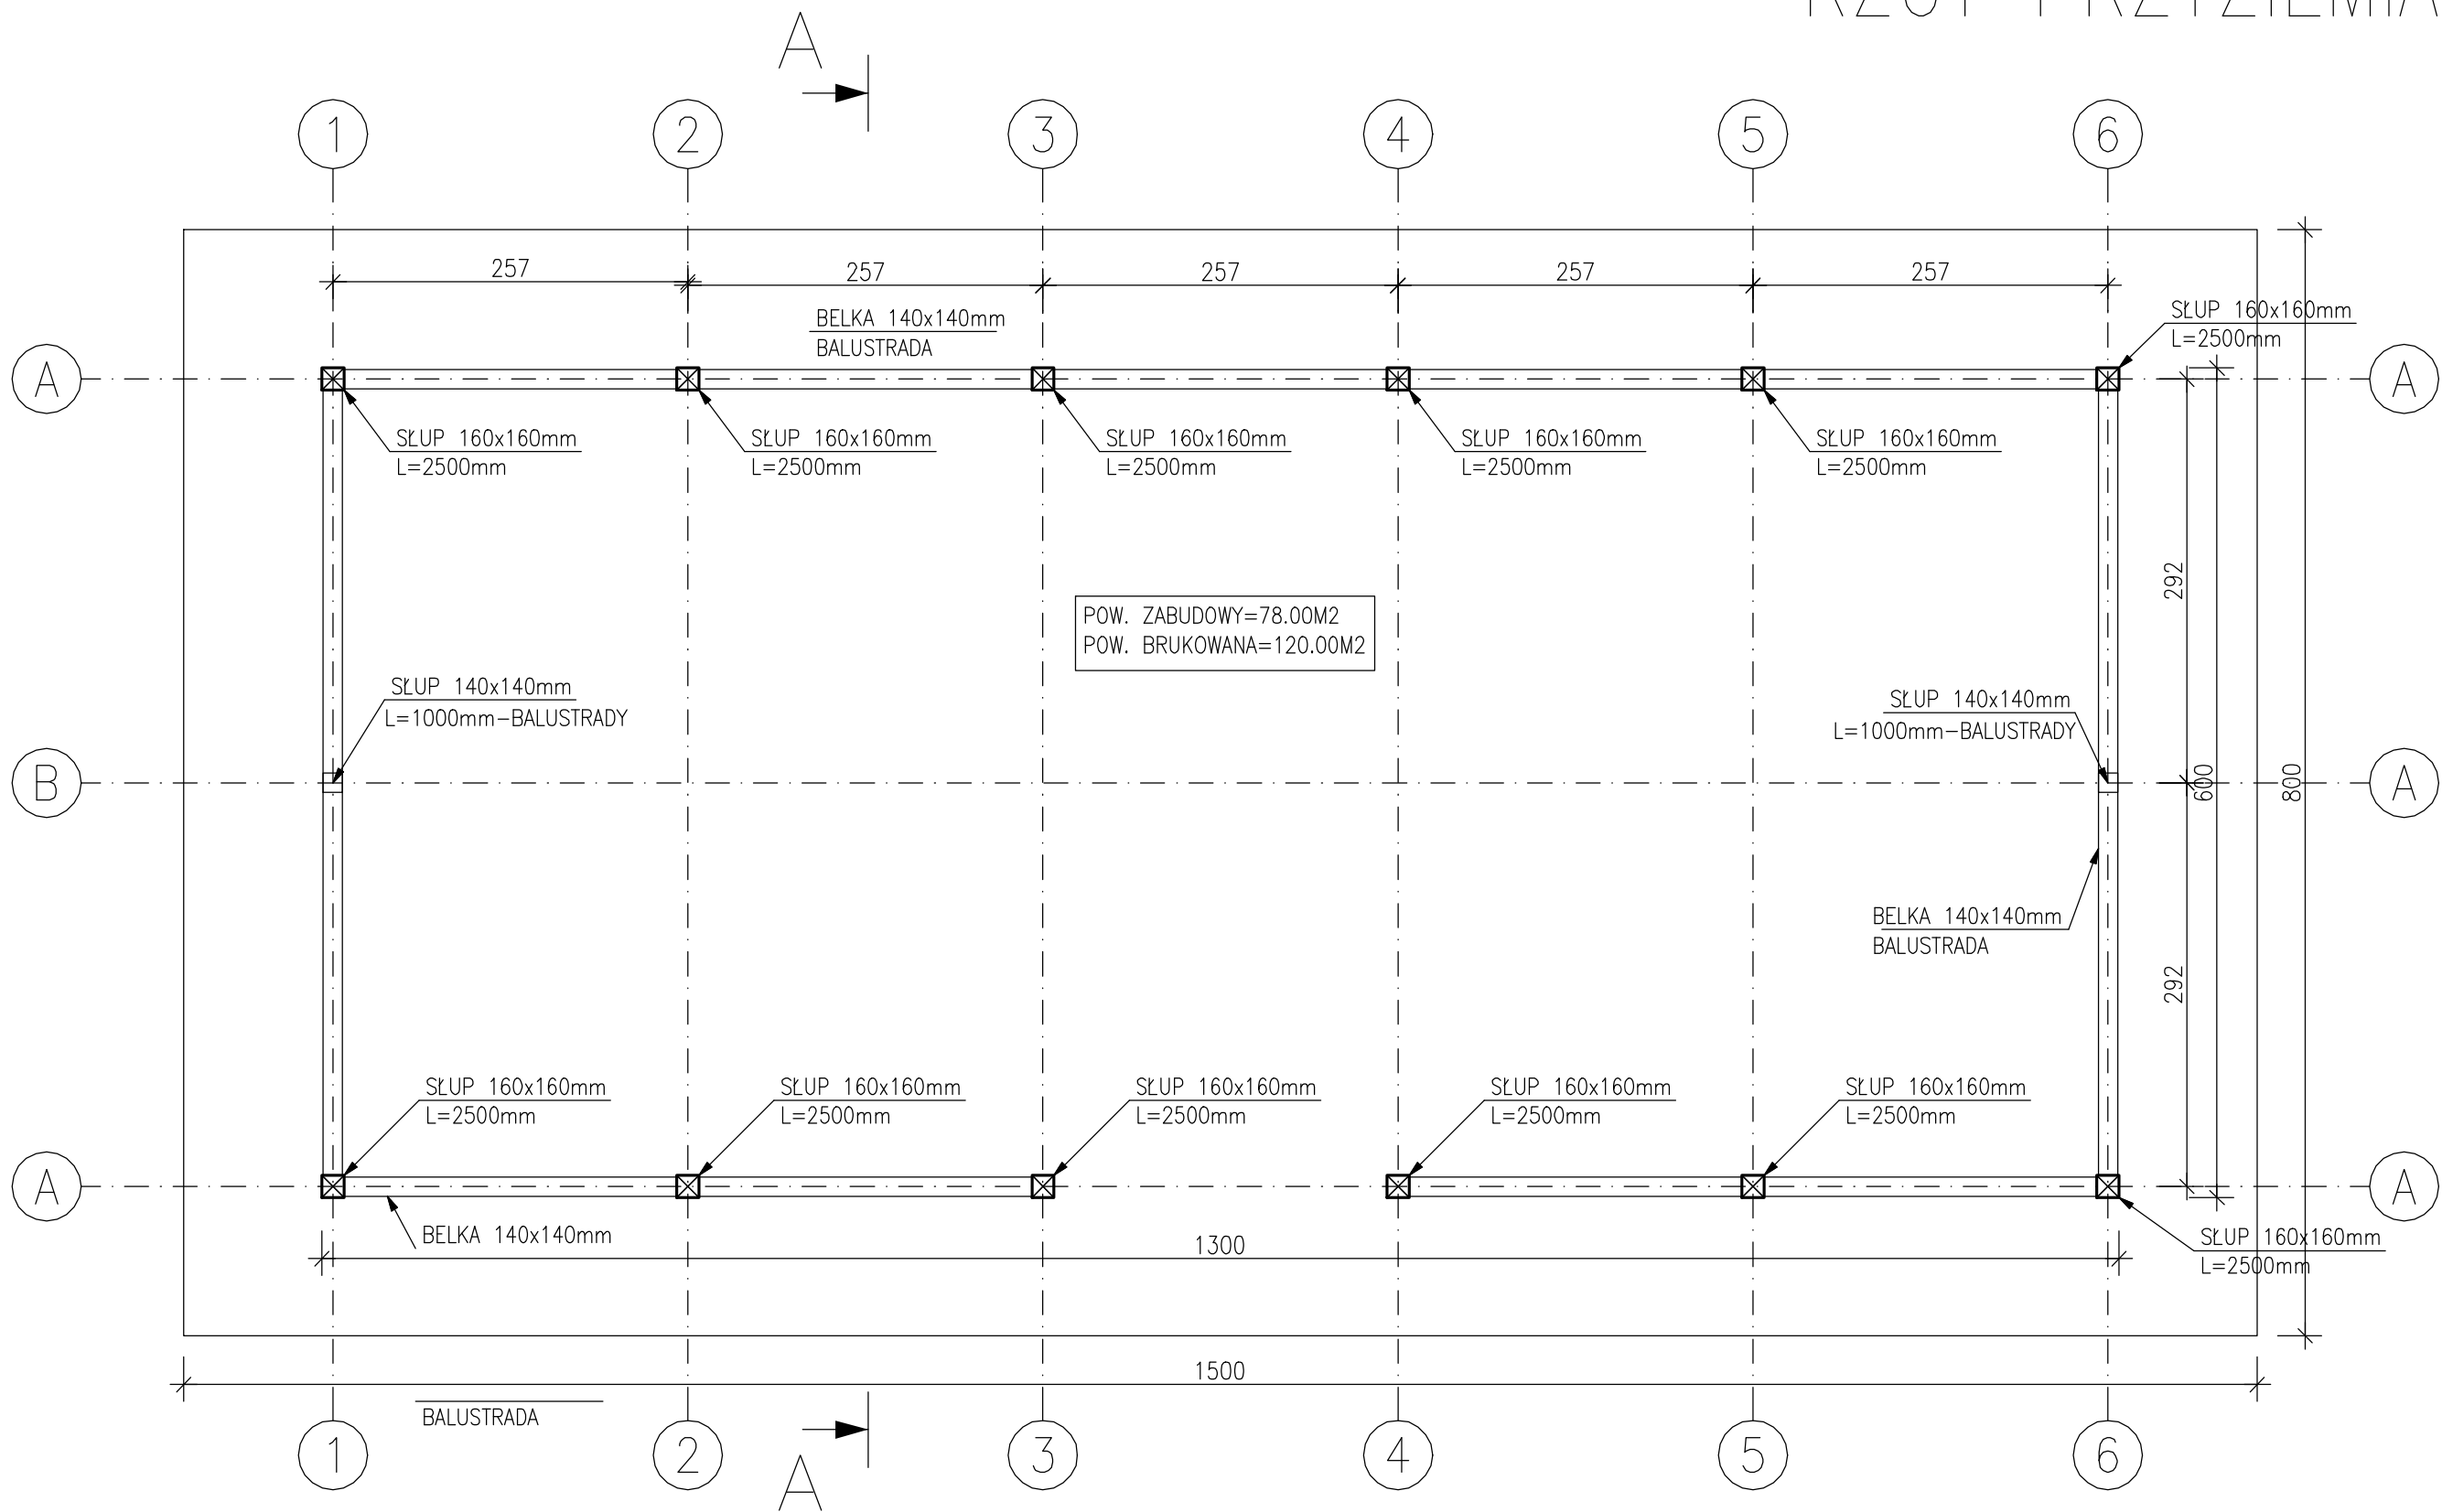 RZUT PRZYZIEMIA
A
1 2 3 4 5 6
257 257 257 257 257
BELKA 140x140mm
BALUSTRADA
SŁUP 160x160mm
L=2500mm
A A
SŁUP 160x160mm SŁUP 160x160mm SŁUP 160x160mm SŁUP 160x160mm SŁUP 160x160mm
L=2500mm L=2500mm L=2500mm L=2500mm L=2500mm
292
POW. ZABUDOWY=78.00M2
POW. BRUKOWANA=120.00M2
SŁUP 140x140mm
L=1000mm-BALUSTRADY
SŁUP 140x140mm
L=1000mm-BALUSTRADY
B A
600
800
BELKA 140x140mm
BALUSTRADA
292
SŁUP 160x160mm SŁUP 160x160mm SŁUP 160x160mm SŁUP 160x160mm SŁUP 160x160mm
L=2500mm L=2500mm L=2500mm L=2500mm L=2500mm
A A
BELKA 140x140mm
1300
SŁUP 160x160mm
L=2500mm
1500
BALUSTRADA
1 2 3 4 5 6
A